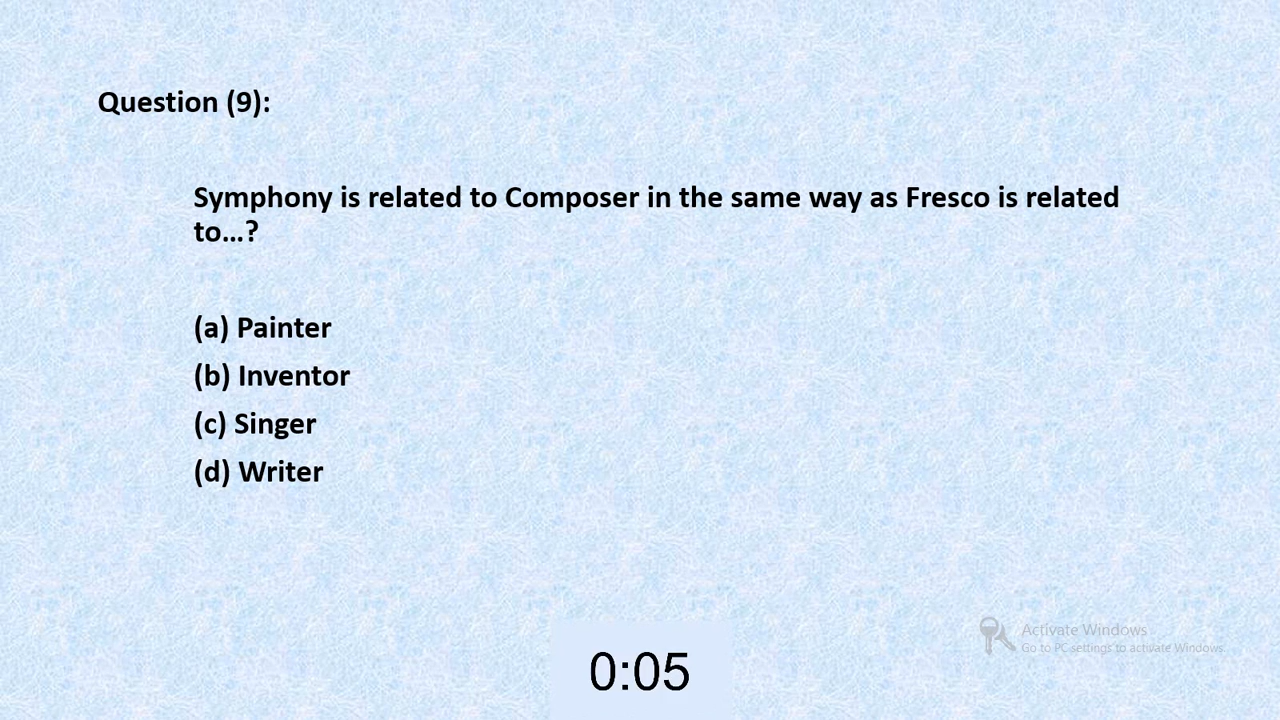 Question (9):
Symphony is related to Composer in the same way as Fresco is related
to...?
(a) Painter
(b) Inventor
(c) Singer
(d) Writer
Activate Windows
Go to PC settings to activate Windows.
0:05